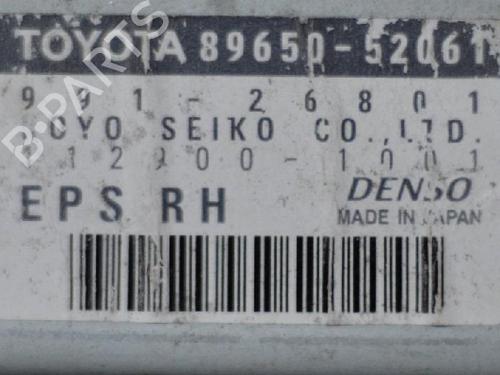 TOYOTA 89650-52061
991-26801
OYO SEIKO CO.,LTD.
12900-1001
EPS RH
DENSO
MADE IN JAPAN
B-PARTS